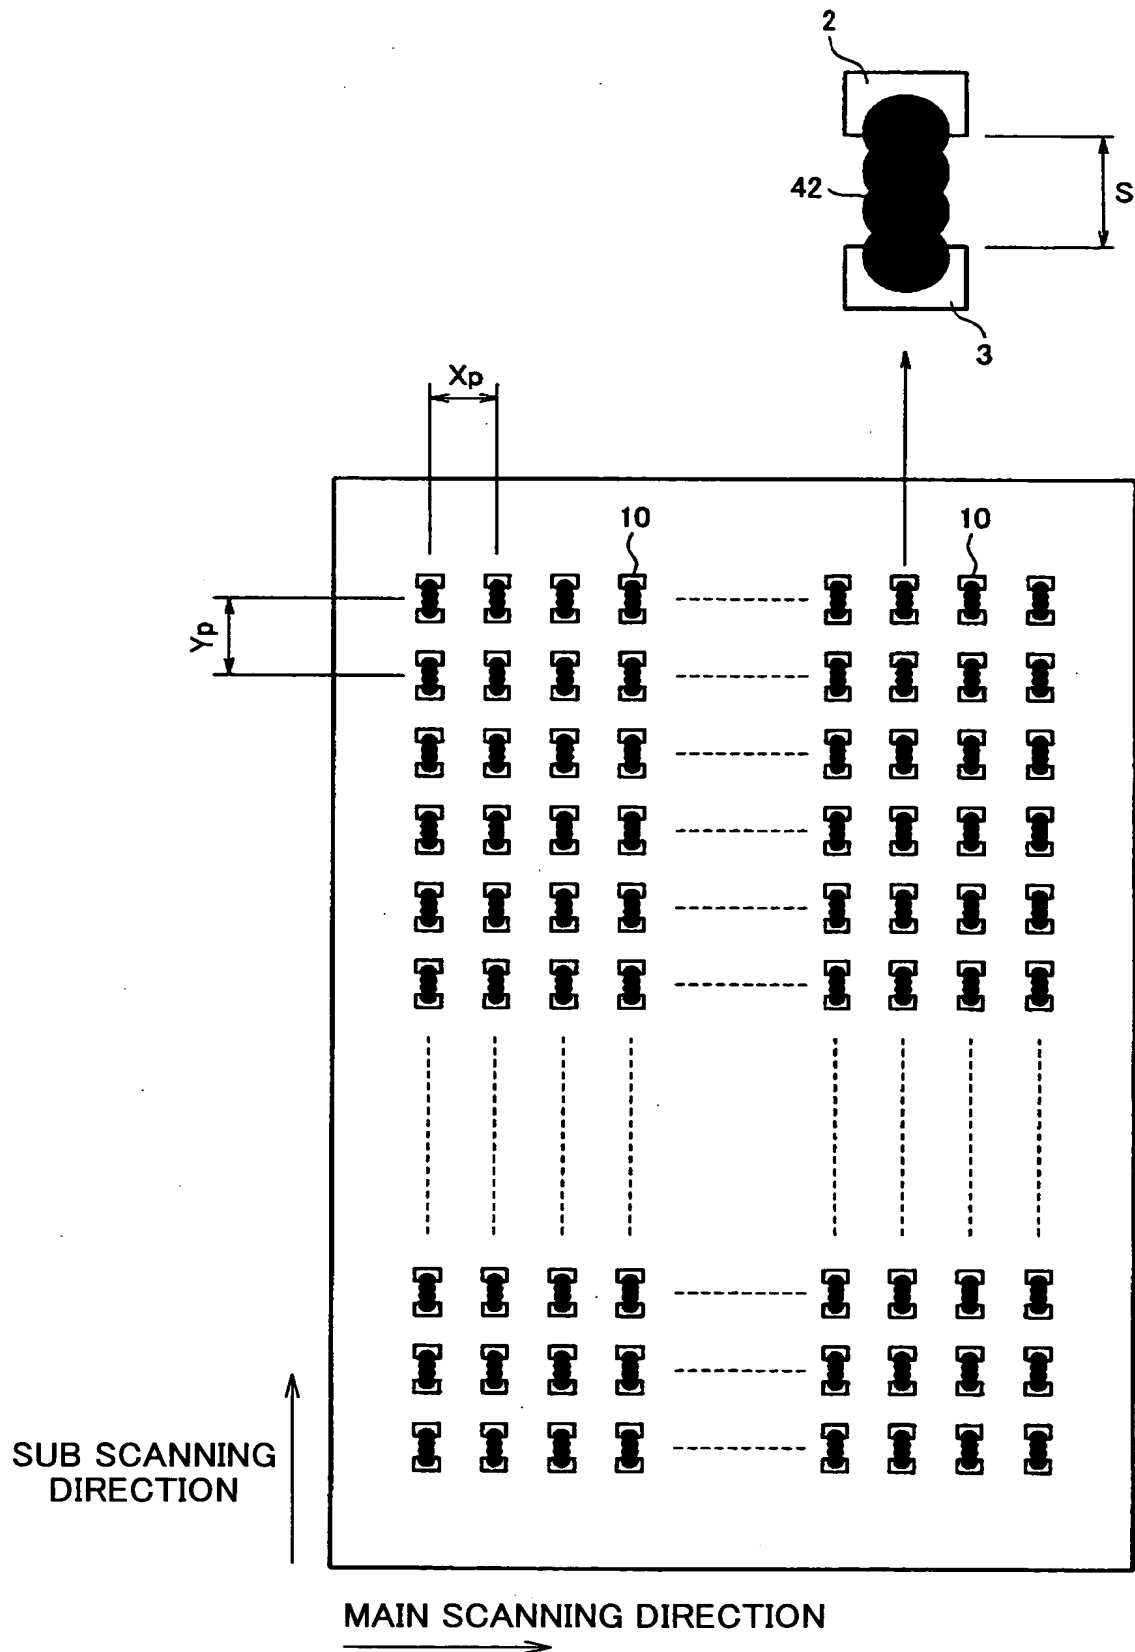 2
42
S
3
Xp
10
10
Yp
SUB SCANNING
DIRECTION
MAIN SCANNING DIRECTION